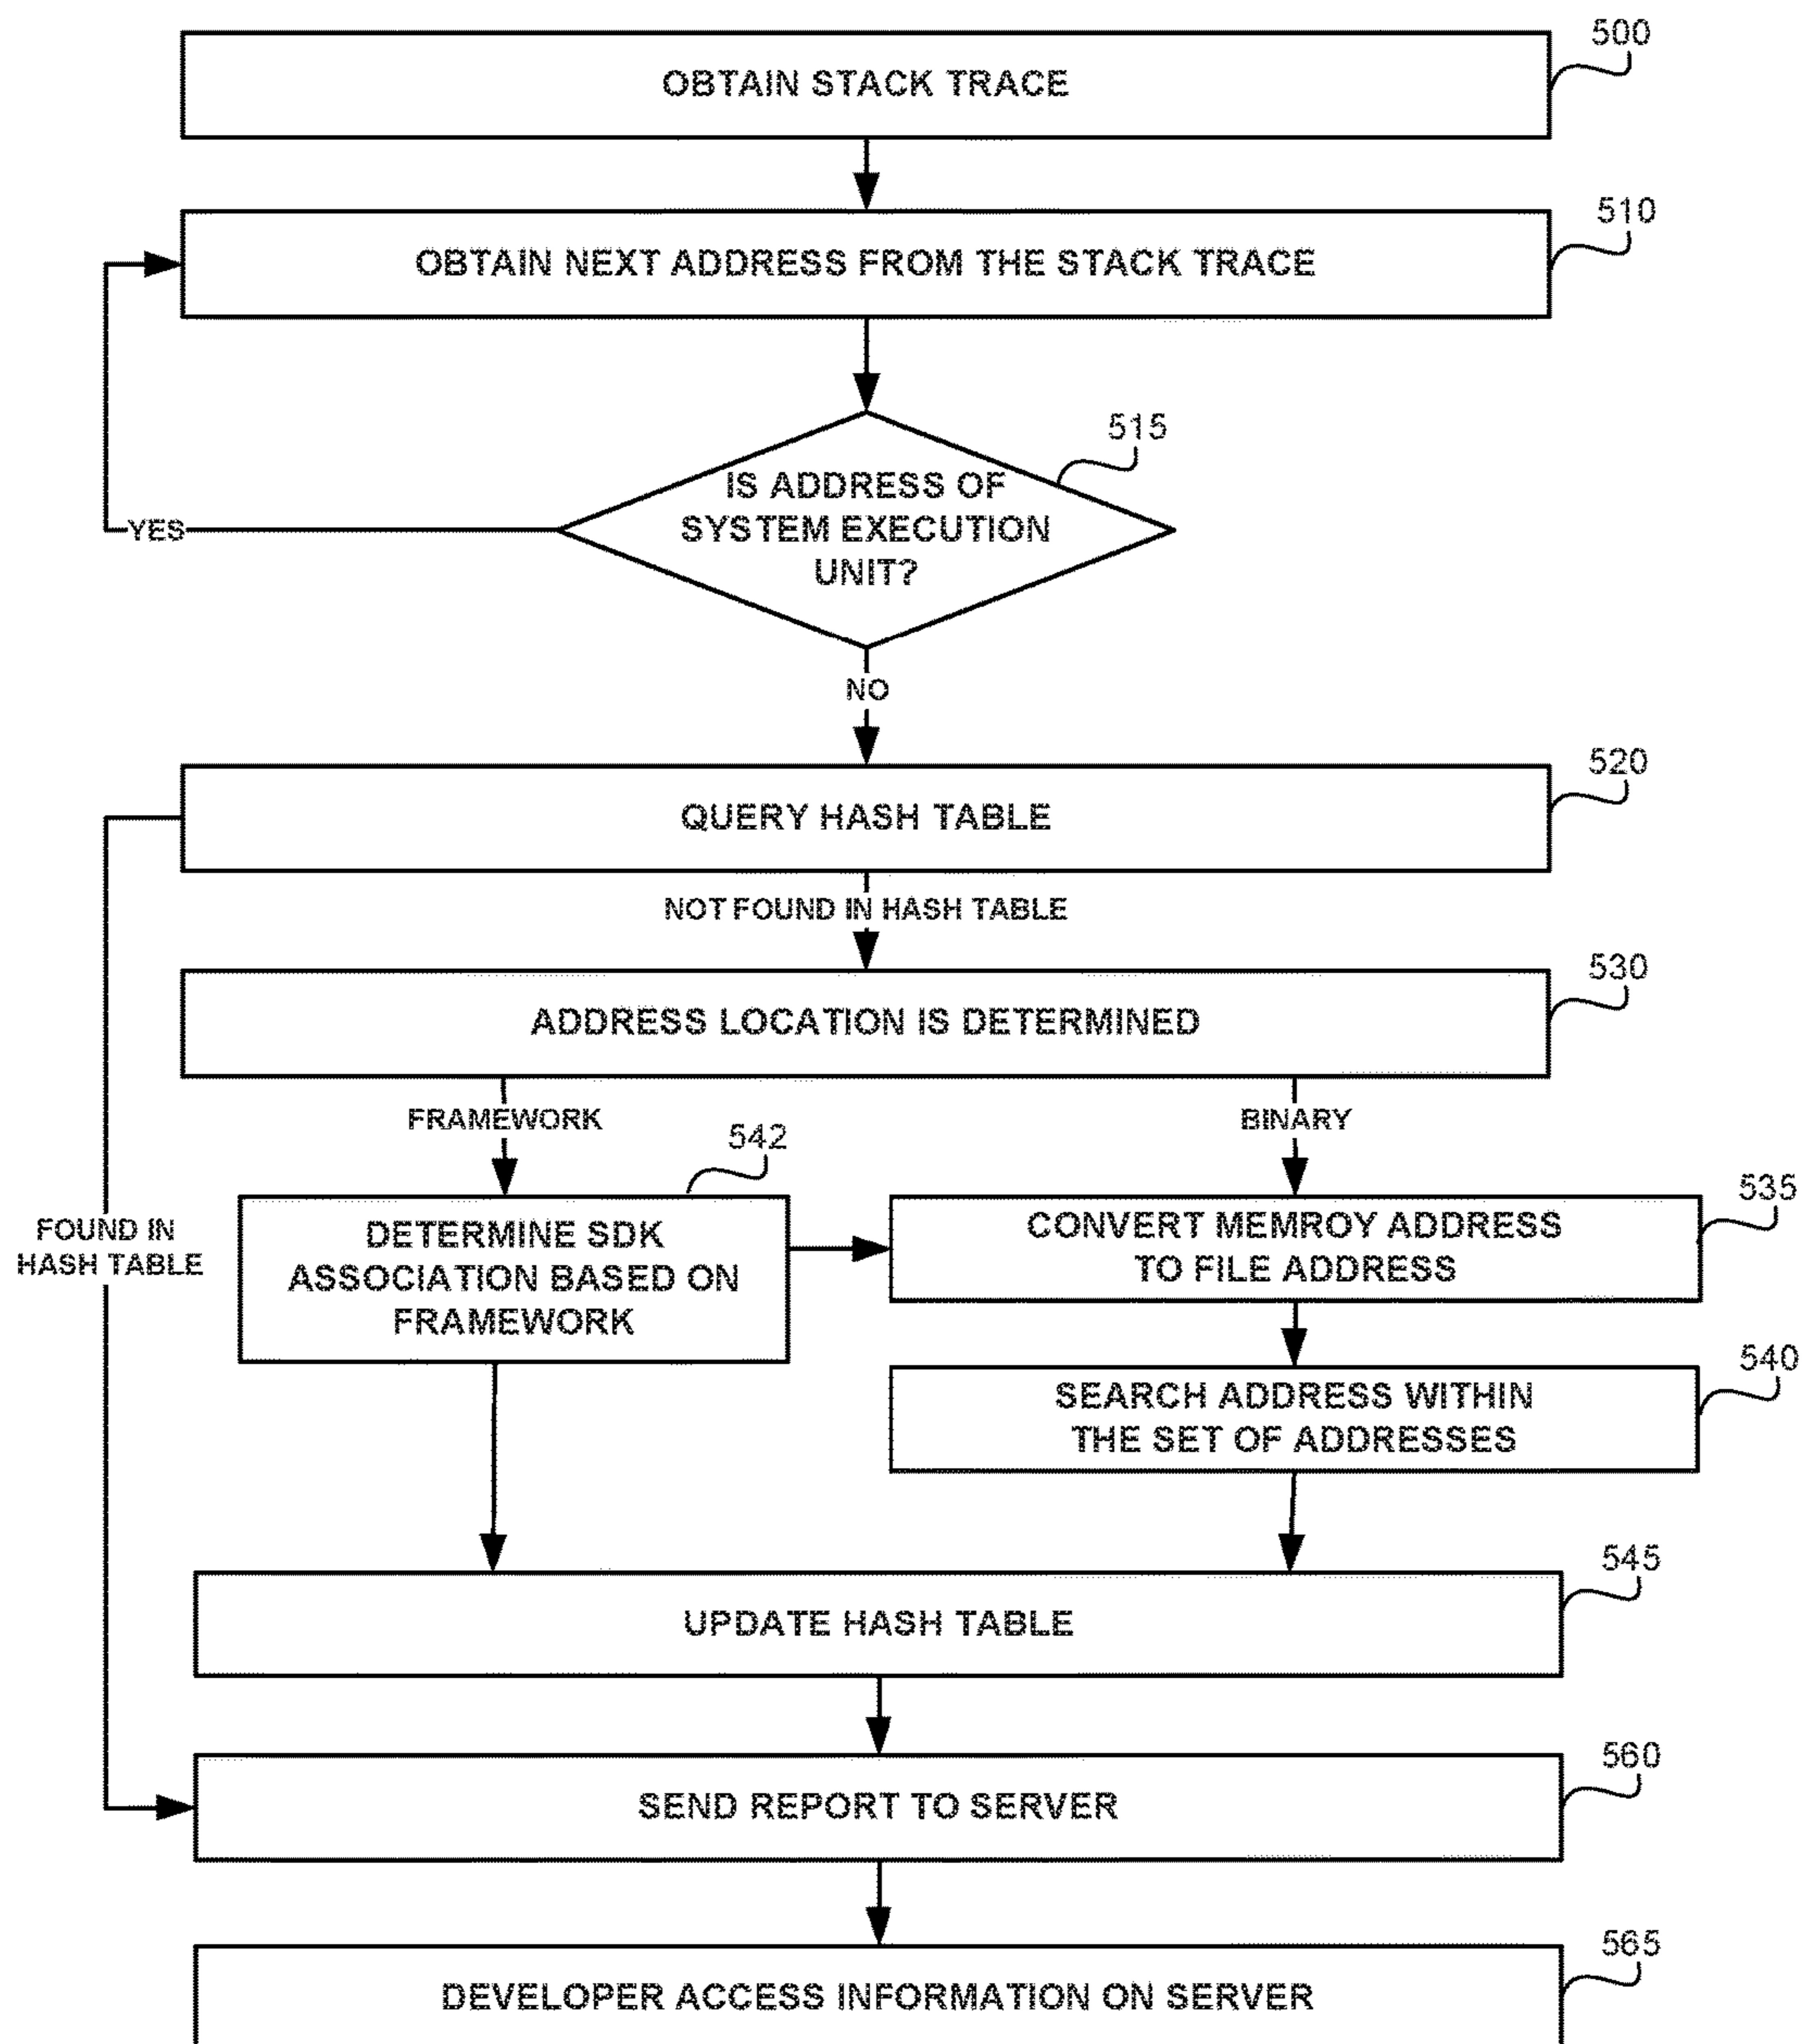 500
OBTAIN STACK TRACE
510
OBTAIN NEXT ADDRESS FROM THE STACK TRACE
515
IS ADDRESS OF
SYSTEM EXECUTION
UNIT?
YES
NO
520
QUERY HASH TABLE
NOT FOUND IN HASH TABLE
530
ADDRESS LOCATION IS DETERMINED
FRAMEWORK
BINARY
542
535
FOUND IN
HASH TABLE
DETERMINE SDK
ASSOCIATION BASED ON
FRAMEWORK
CONVERT MEMROY ADDRESS
TO FILE ADDRESS
540
SEARCH ADDRESS WITHIN
THE SET OF ADDRESSES
545
UPDATE HASH TABLE
560
SEND REPORT TO SERVER
565
DEVELOPER ACCESS INFORMATION ON SERVER